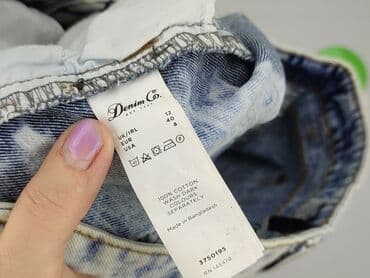 Denim Co.
EST. 1971
UK/IRL 12
EUR 40
USA 8
100% COTTON
WASH DARK
COLOURS
SEPARATELY
Made in Bangladesh
3750195